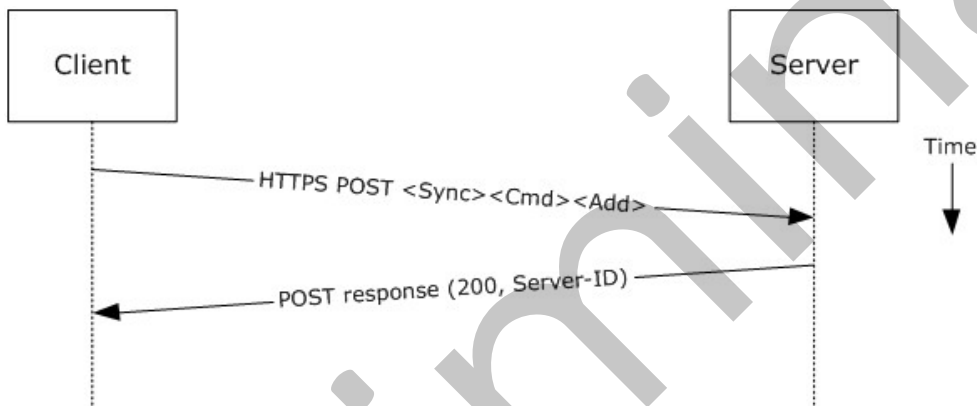 Client
Server
Time
HTTPS POST <Sync><Cmd><Add>
POST response (200, Server-ID)